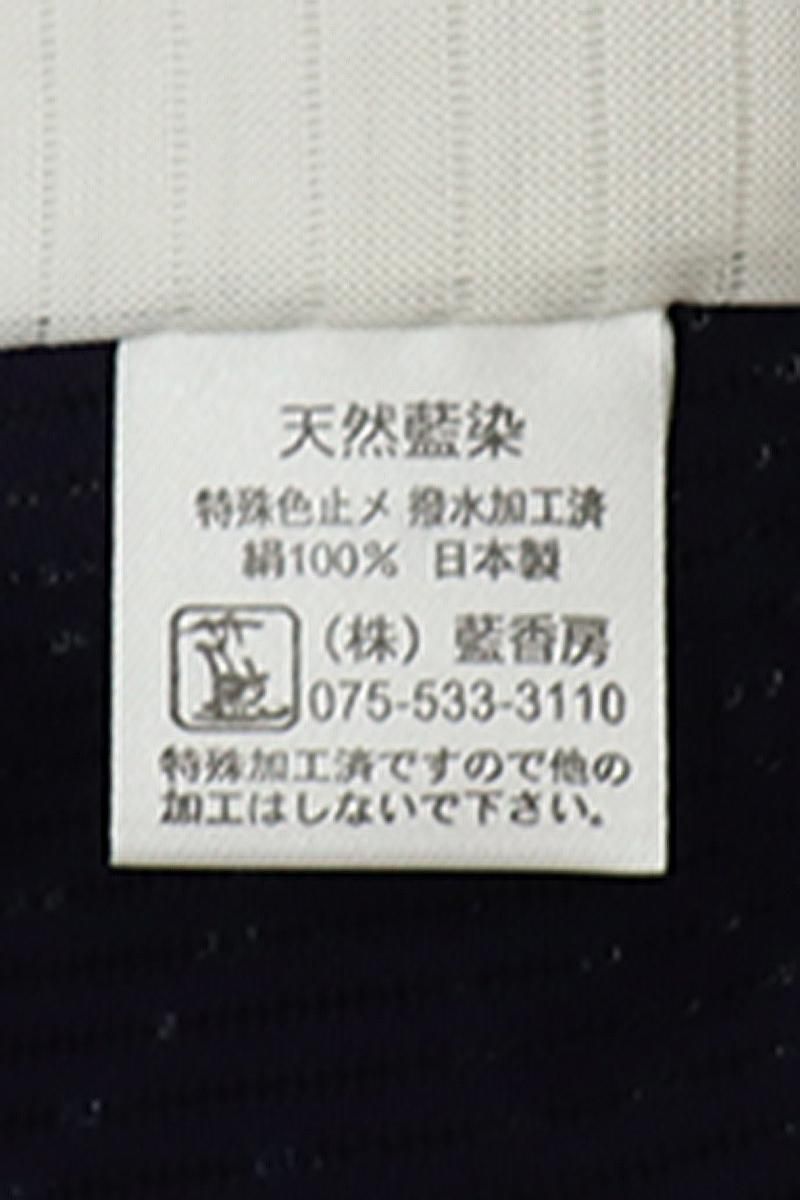 天然藍染
特殊色止メ 撥水加工済
絹100% 日本製
（株）藍香房
075-533-3110
特殊加工済ですので他の
加工はしないで下さい。